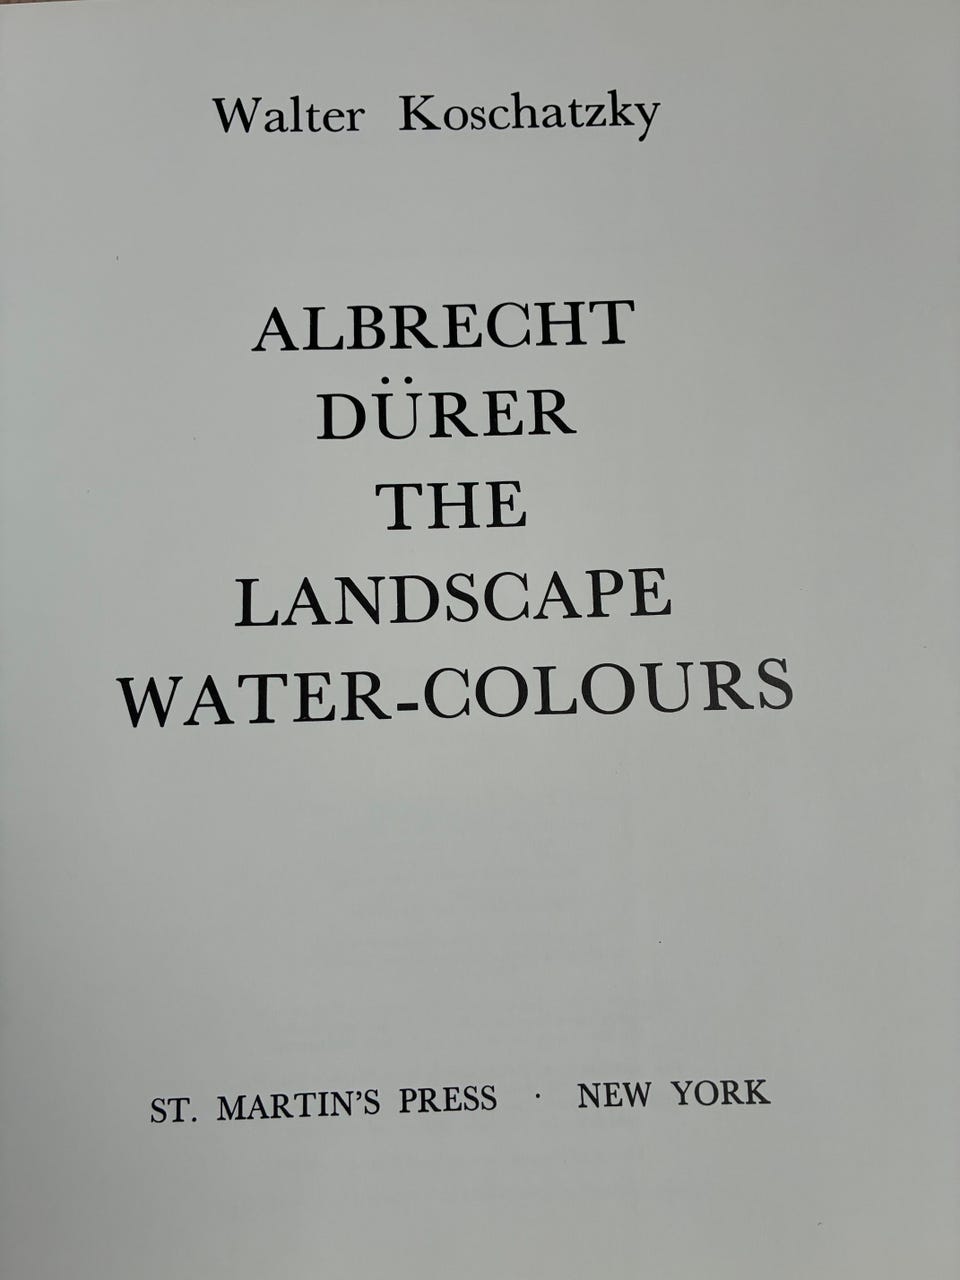 Walter Koschatzky
ALBRECHT
DÜRER
THE
LANDSCAPE
WATER-COLOURS
ST. MARTIN'S PRESS · NEW YORK